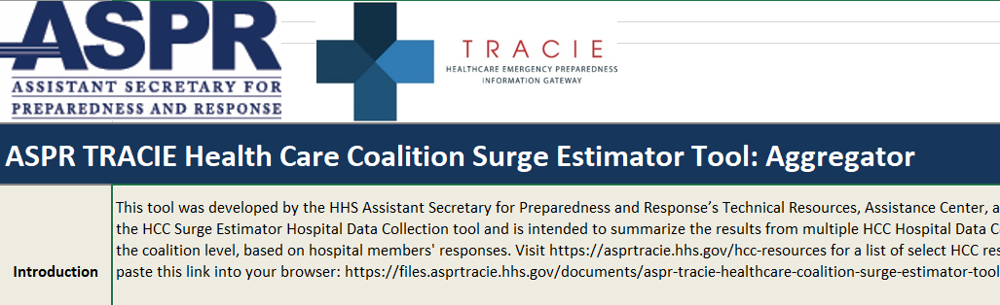 ASPR
ASSISTANT SECRETARY FOR
PREPAREDNESS AND RESPONSE
TRACIE
HEALTHCARE EMERGENCY PREPAREDNESS
INFORMATION GATEWAY
ASPR TRACIE Health Care Coalition Surge Estimator Tool: Aggregator
Introduction
This tool was developed by the HHS Assistant Secretary for Preparedness and Response’s Technical Resources, Assistance Center, a
the HCC Surge Estimator Hospital Data Collection tool and is intended to summarize the results from multiple HCC Hospital Data C
the coalition level, based on hospital members' responses. Visit https://asprtracie.hhs.gov/hcc-resources for a list of select HCC res
paste this link into your browser: https://files.asprtracie.hhs.gov/documents/aspr-tracie-healthcare-coalition-surge-estimator-tool